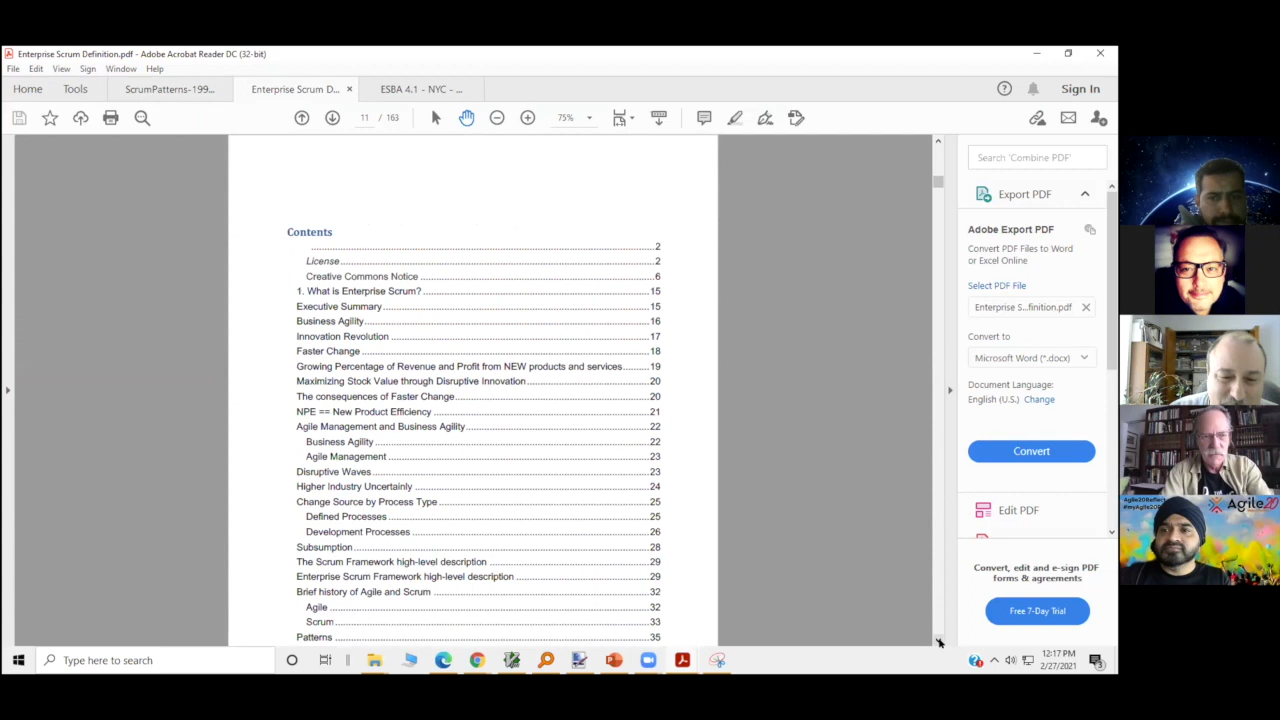 Enterprise Scrum Definition.pdf - Adobe Acrobat Reader DC (32-bit)
File Edit View Sign Window Help
Home Tools ScrumPatterns-199... Enterprise Scrum D... × ESBA 4.1 - NYC - ... Sign In
11 / 163 75%
Search 'Combine PDF'
Export PDF
Adobe Export PDF
Convert PDF Files to Word
or Excel Online
Select PDF File
Enterprise S...finition.pdf
Convert to
Microsoft Word (*.docx)
Document Language:
English (U.S.) Change
Convert
Edit PDF
Convert, edit and e-sign PDF
forms & agreements
Free 7-Day Trial
Contents
2
License 2
Creative Commons Notice 6
1. What is Enterprise Scrum? 15
Executive Summary 15
Business Agility 16
Innovation Revolution 17
Faster Change 18
Growing Percentage of Revenue and Profit from NEW products and services 19
Maximizing Stock Value through Disruptive Innovation 20
The consequences of Faster Change 20
NPE == New Product Efficiency 21
Agile Management and Business Agility 22
Business Agility 22
Agile Management 23
Disruptive Waves 23
Higher Industry Uncertainly 24
Change Source by Process Type 25
Defined Processes 25
Development Processes 26
Subsumption 28
The Scrum Framework high-level description 29
Enterprise Scrum Framework high-level description 29
Brief history of Agile and Scrum 32
Agile 32
Scrum 33
Patterns 35
Agile20
Type here to search
12:17 PM
2/27/2021
3